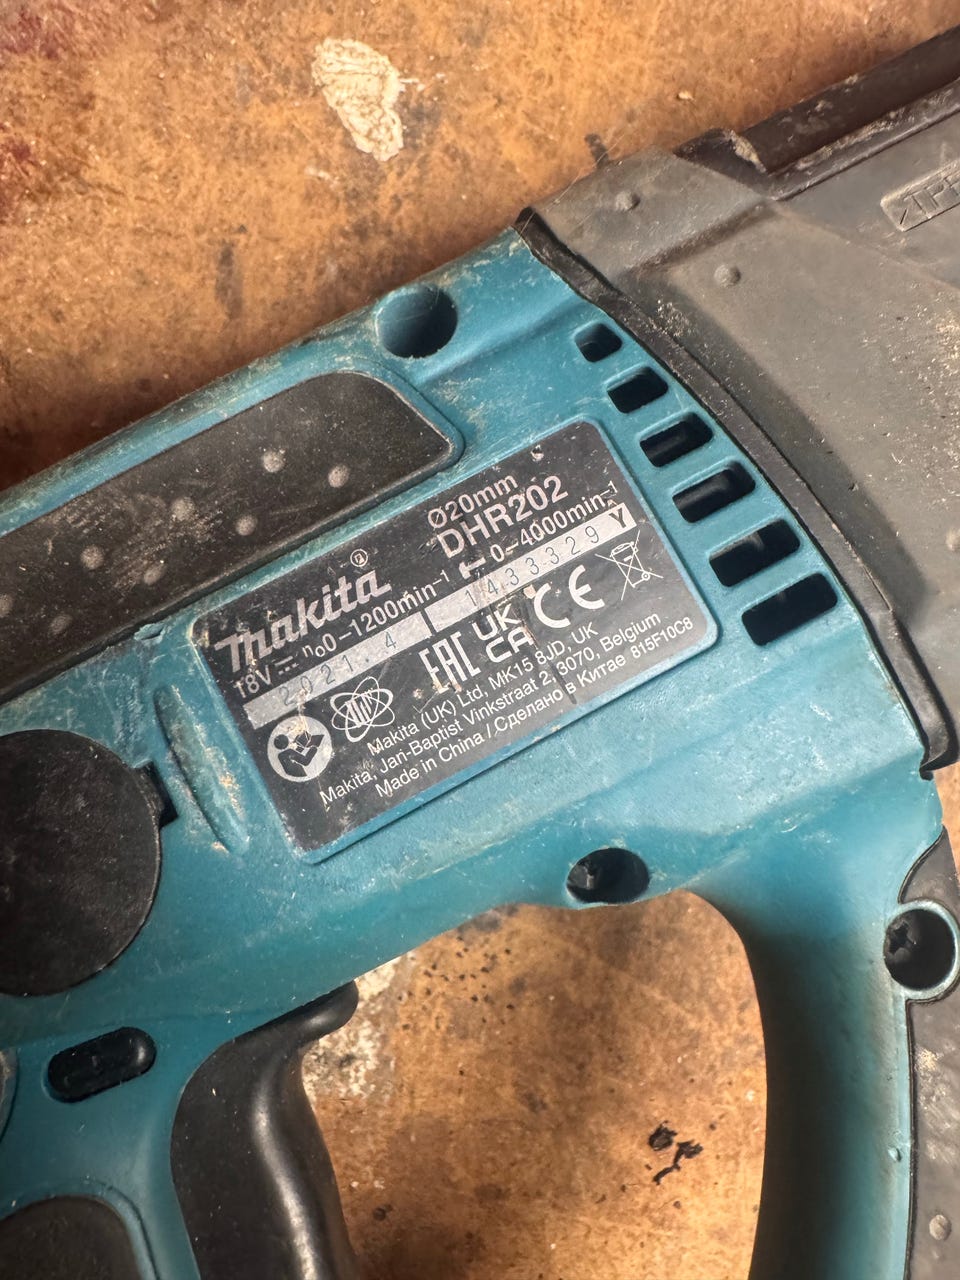 Ø20mm
makita DHR202
18V n₀0-1200min⁻¹ 0-4000min⁻¹
2021.4 1433329 Y
EAC UK CA CE
Makita (UK) Ltd, MK15 8JD, UK
Makita, Jan-Baptist Vinkstraat 2, 3070, Belgium
Made in China / Сделано в Китае 815F10C8